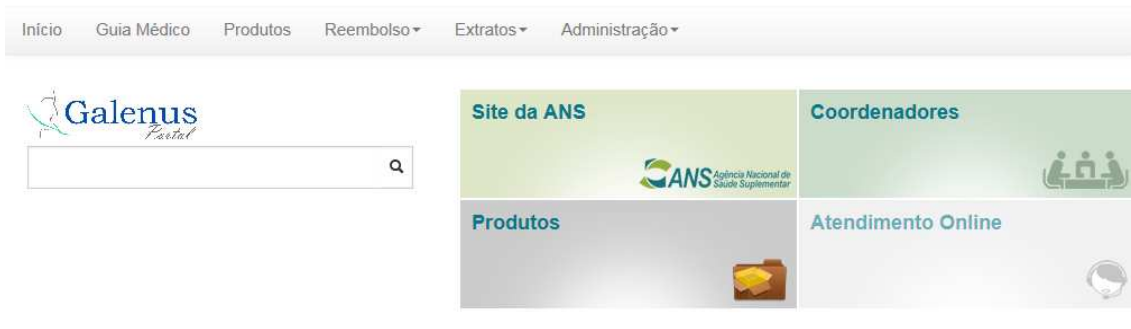 Início Guia Médico Produtos Reembolso Extratos Administração
Galenus
Portal
Site da ANS
Coordenadores
ANS Agência Nacional de
Saúde Suplementar
Produtos
Atendimento Online